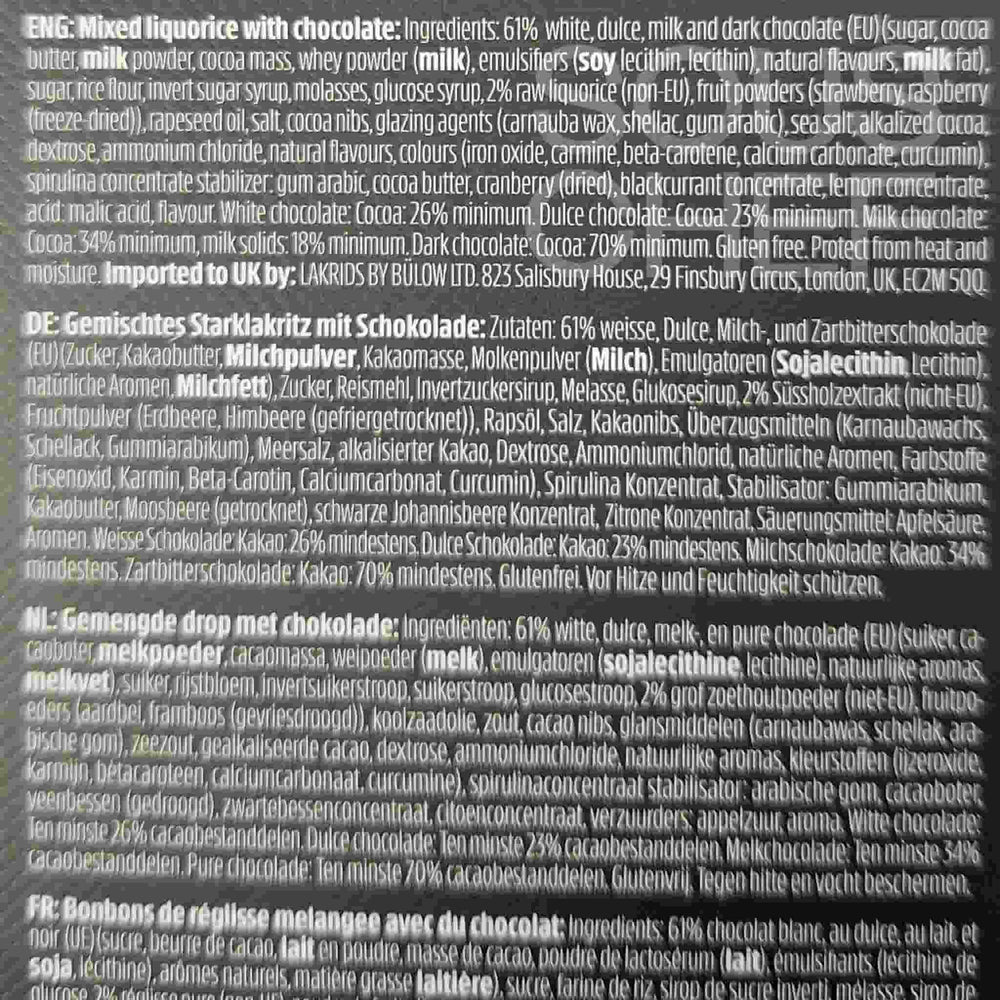 ENG: Mixed liquorice with chocolate: Ingredients: 61% white, dulce, milk and dark chocolate (EU)(sugar, cocoa
butter, milk powder, cocoa mass, whey powder (milk), emulsifiers (soy lecithin, lecithin), natural flavours, milk fat),
sugar, rice flour, invert sugar syrup, molasses, glucose syrup, 2% raw liquorice (non-EU), fruit powders (strawberry, raspberry
(freeze-dried)), rapeseed oil, salt, cocoa nibs, glazing agents (carnauba wax, shellac, gum arabic), sea salt, alkalized cocoa,
dextrose, ammonium chloride, natural flavours, colours (iron oxide, carmine, beta-carotene, calcium carbonate, curcumin),
spirulina concentrate stabilizer: gum arabic, cocoa butter, cranberry (dried), blackcurrant concentrate, lemon concentrate,
acid: malic acid, flavour. White chocolate: Cocoa: 26% minimum. Dulce chocolate: Cocoa: 23% minimum. Milk chocolate:
Cocoa: 34% minimum, milk solids: 18% minimum. Dark chocolate: Cocoa: 70% minimum. Gluten free. Protect from heat and
moisture. Imported to UK by: LAKRIDS BY BÜLOW LTD. 823 Salisbury House, 29 Finsbury Circus, London, UK, EC2M 5QQ.
DE: Gemischtes Starklakritz mit Schokolade: Zutaten: 61% weisse, Dulce, Milch-, und Zartbitterschokolade
(EU)(Zucker, Kakaobutter, Milchpulver, Kakaomasse, Molkenpulver (Milch), Emulgatoren (Sojalecithin, Lecithin),
natürliche Aromen, Milchfett), Zucker, Reismehl, Invertzuckersirup, Melasse, Glukosesirup, 2% Süssholzextrakt (nicht-EU),
Fruchtpulver (Erdbeere, Himbeere (gefriergetrocknet)), Rapsöl, Salz, Kakaonibs, Überzugsmitteln (Karnaubawachs,
Schellack, Gummiarabikum), Meersalz, alkalisierter Kakao, Dextrose, Ammoniumchlorid, natürliche Aromen, Farbstoffe
(Eisenoxid, Karmin, Beta-Carotin, Calciumcarbonat, Curcumin), Spirulina Konzentrat, Stabilisator: Gummiarabikum,
Kakaobutter, Moosbeere (getrocknet), schwarze Johannisbeere Konzentrat, Zitrone Konzentrat, Säuerungsmittel: Apfelsäure,
Aromen. Weisse Schokolade: Kakao: 26% mindestens. Dulce Schokolade: Kakao: 23% mindestens. Milchschokolade: Kakao: 34%
mindestens. Zartbitterschokolade: Kakao: 70% mindestens. Glutenfrei. Vor Hitze und Feuchtigkeit schützen.
NL: Gemengde drop met chokolade: Ingrediënten: 61% witte, dulce, melk-, en pure chocolade (EU)(suiker, ca-
caoboter, melkpoeder, cacaomassa, weipoeder (melk), emulgatoren (sojalecithine, lecithine), natuurlijke aromas,
melkvet), suiker, rijstbloem, Invertsuikerstroop, suikerstroop, glucosestroop, 2% grof zoethoutpoeder (niet-EU), fruitpo-
eders (aardbei, framboos (gevriesdroogd)), koolzaadolie, zout, cacao nibs, glansmiddelen (carnaubawas, schellak, ara-
bische gom), zeezout, gealkaliseerde cacao, dextrose, ammoniumchloride, natuurlijke aromas, kleurstoffen (ijzeroxide,
karmijn, betacaroteen, calciumcarbonaat, curcumine), spirulinaconcentraat stabilisator: arabische gom, cacaoboter,
veenbessen (gedroogd), zwartebessenconcentraat, citoenconcentraat, verzuurders: appelzuur, aroma. Witte chocolade:
Ten minste 26% cacaobestanddelen. Dulce chocolade: Ten minste 23% cacaobestanddelen. Melkchocolade: Ten minste 34%
cacaobestanddelen. Pure chpcolade: Ten minste 70% cacaobestanddelen. Glutenvrij. Tegen hitte en vocht beschermen.
FR: Bonbons de réglisse melangee avec du chocolat: Ingredients: 61% chocolat blanc, au dulce, au lait, et
noir (UE)(sucre, beurre de cacao, lait en poudre, masse de cacao, poudre de lactosérum (lait), émulsifiants (lécithine de
soja, lécithine), arômes naturels, matière grasse laitière), sucre, farine de riz, sirop de sucre inverti, mélasse, sirop de
glucose, 2% réglisse pure (non-UE),
SOUS
CHEF